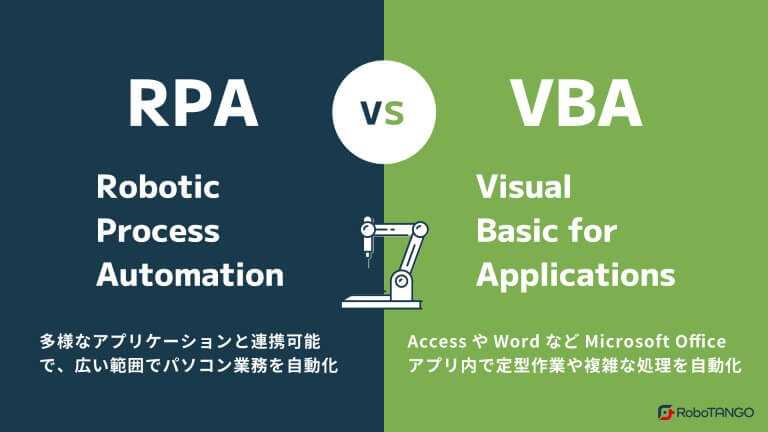 RPA
VS
VBA
Robotic
Process
Automation
Visual
Basic for
Applications
多様なアプリケーションと連携可能
で、広い範囲でパソコン業務を自動化
Access や Word など Microsoft Office
アプリ内で定型作業や複雑な処理を自動化
RoboTANGO